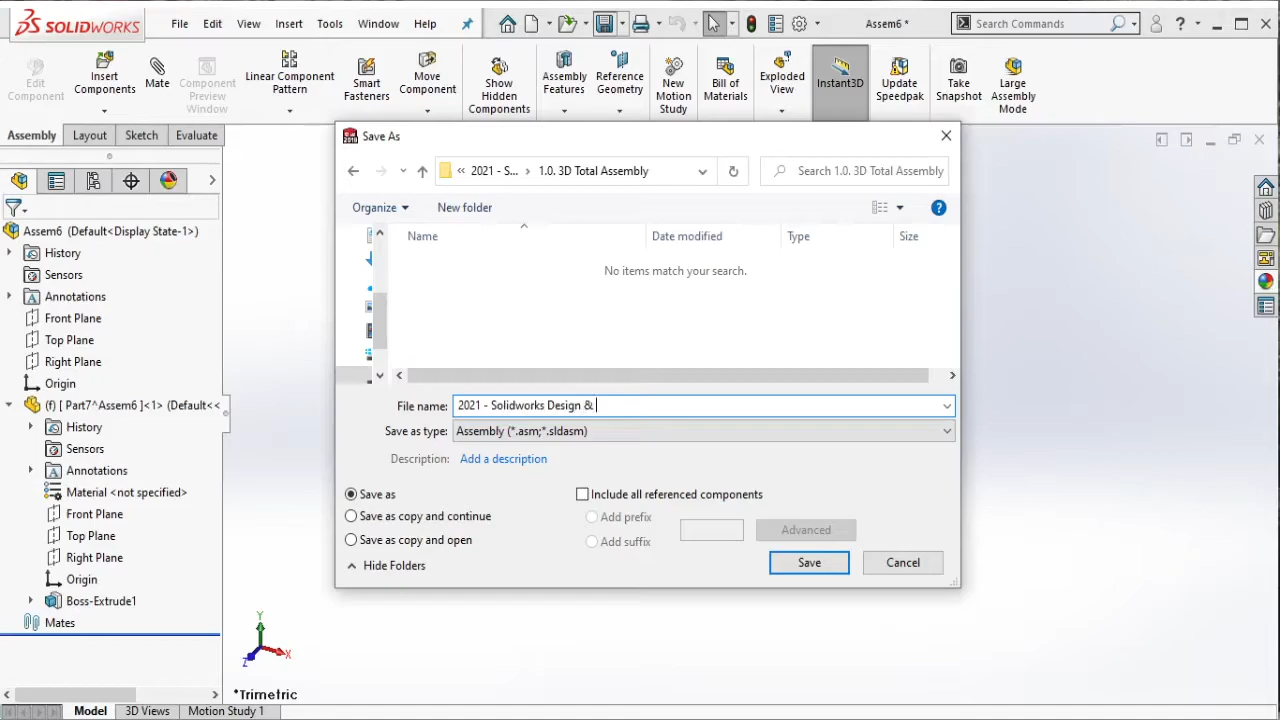 SOLIDWORKS
File Edit View Insert Tools Window Help
Assem6 *
Search Commands
Edit Component
Insert Components
Mate
Component Preview Window
Linear Component Pattern
Smart Fasteners
Move Component
Show Hidden Components
Assembly Features
Reference Geometry
New Motion Study
Bill of Materials
Exploded View
Instant3D
Update Speedpak
Take Snapshot
Large Assembly Mode
Assembly Layout Sketch Evaluate
Assem6 (Default<Display State-1>)
History
Sensors
Annotations
Front Plane
Top Plane
Right Plane
Origin
(f) [ Part7^Assem6 ]<1> (Default<<
History
Sensors
Annotations
Material <not specified>
Front Plane
Top Plane
Right Plane
Origin
Boss-Extrude1
Mates
Save As
« 2021 - S... › 1.0. 3D Total Assembly
Search 1.0. 3D Total Assembly
Organize New folder
Name Date modified Type Size
No items match your search.
File name: 2021 - Solidworks Design &
Save as type: Assembly (*.asm;*.sldasm)
Description: Add a description
Save as
Save as copy and continue
Save as copy and open
Include all referenced components
Add prefix
Add suffix
Advanced
Hide Folders
Save Cancel
Y
X
Z
*Trimetric
Model 3D Views Motion Study 1